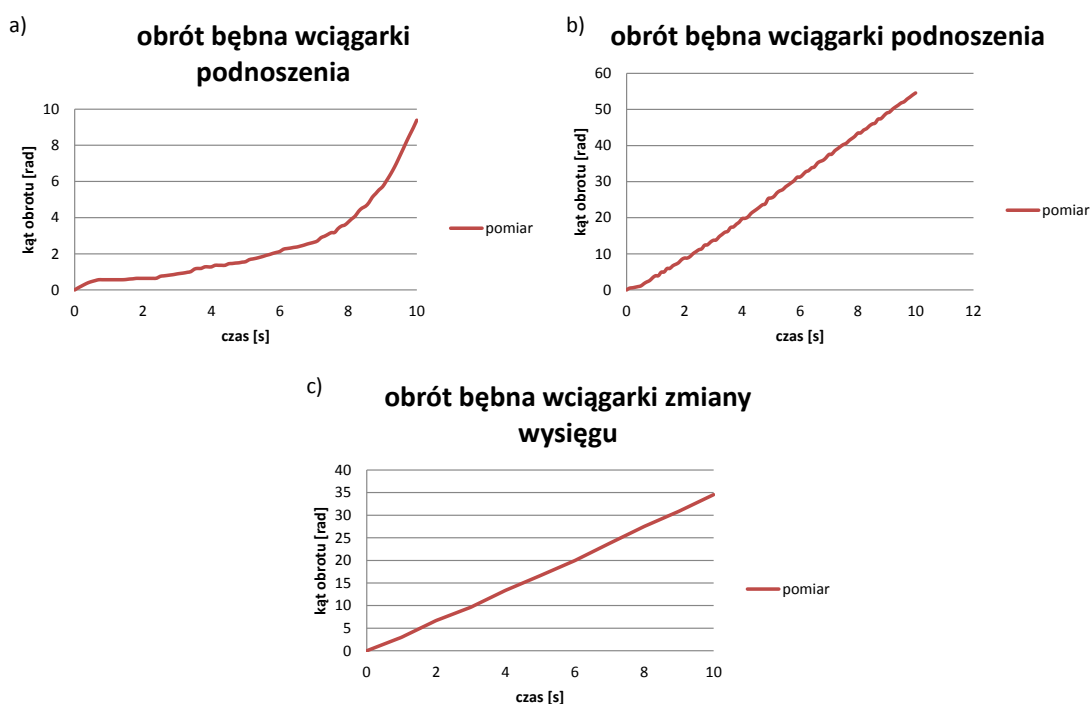 a)
obrót bębna wciągarki
podnoszenia
10
8
6
4
2
0
kąt obrotu [rad]
0 2 4 6 8 10
czas [s]
pomiar
b)
obrót bębna wciągarki podnoszenia
60
50
40
30
20
10
0
kąt obrotu [rad]
0 2 4 6 8 10 12
czas [s]
pomiar
c)
obrót bębna wciągarki zmiany
wysięgu
40
35
30
25
20
15
10
5
0
kąt obrotu [rad]
0 2 4 6 8 10
czas [s]
pomiar